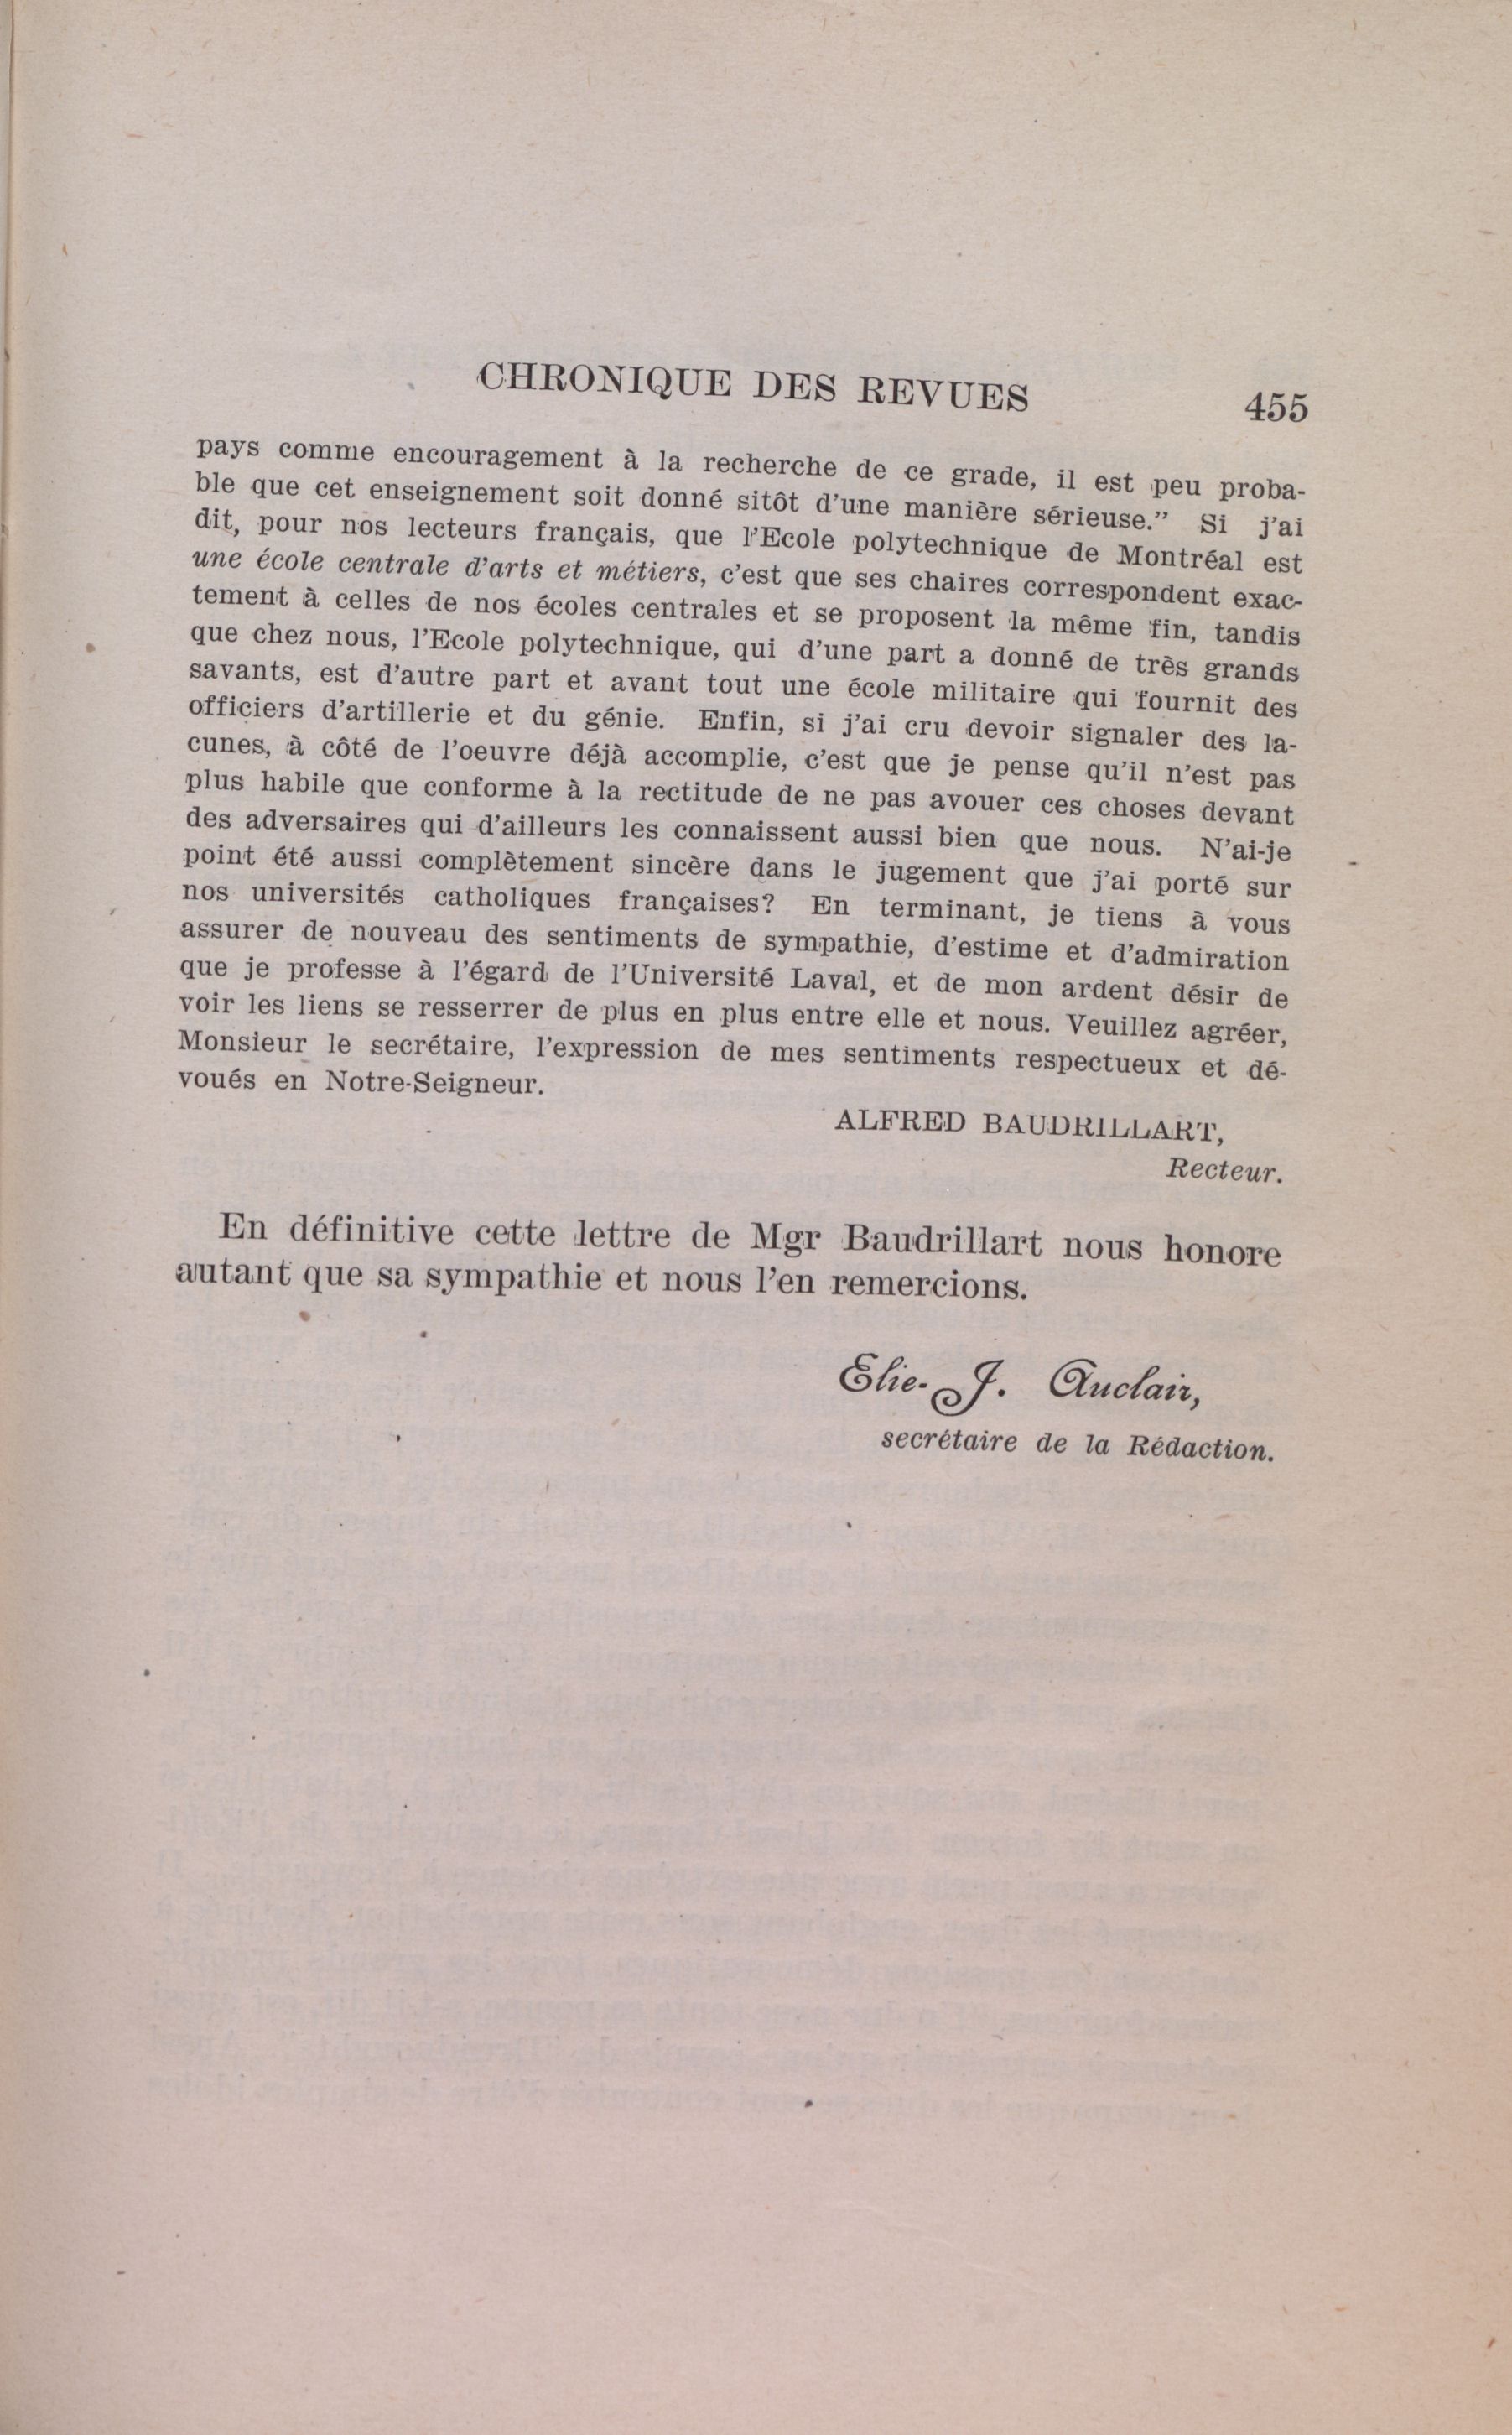 CHRONIQUE DES REVUES 455
pays comme encouragement à la recherche de ce grade, il est peu proba-
ble que cet enseignement soit donné sitôt d'une manière sérieuse." Si j'ai
dit, pour nos lecteurs français, que l'Ecole polytechnique de Montréal est
une école centrale d'arts et métiers, c'est que ses chaires correspondent exac-
tement à celles de nos écoles centrales et se proposent la même fin, tandis
que chez nous, l'Ecole polytechnique, qui d'une part a donné de très grands
savants, est d'autre part et avant tout une école militaire qui fournit des
officiers d'artillerie et du génie. Enfin, si j'ai cru devoir signaler des la-
cunes, à côté de l'oeuvre déjà accomplie, c'est que je pense qu'il n'est pas
plus habile que conforme à la rectitude de ne pas avouer ces choses devant
des adversaires qui d'ailleurs les connaissent aussi bien que nous. N'ai-je
point été aussi complètement sincère dans le jugement que j'ai porté sur
nos universités catholiques françaises? En terminant, je tiens à vous
assurer de nouveau des sentiments de sympathie, d'estime et d'admiration
que je professe à l'égard de l'Université Laval, et de mon ardent désir de
voir les liens se resserrer de plus en plus entre elle et nous. Veuillez agréer,
Monsieur le secrétaire, l'expression de mes sentiments respectueux et dé-
voués en Notre-Seigneur.
ALFRED BAUDRILLART,
Recteur.
En définitive cette lettre de Mgr Baudrillart nous honore
autant que sa sympathie et nous l'en remercions.
Elie-J. Auclair,
secrétaire de la Rédaction.